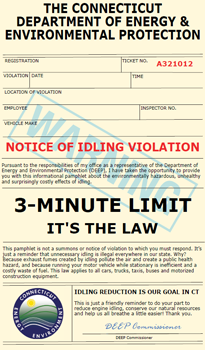 THE CONNECTICUT
DEPARTMENT OF ENERGY &
ENVIRONMENTAL PROTECTION
REGISTRATION TICKET NO. A321012
VIOLATION DATE TIME
LOCATION OF VIOLATION
EMPLOYEE INSPECTOR NO.
VEHICLE MAKE
WARNING
NOTICE OF IDLING VIOLATION
Pursuant to the responsibilities of my office as a representative of the Department of
Energy and Environmental Protection (DEEP), I have taken the opportunity to provide
you with this informational pamphlet about the environmentally hazardous, unhealthy
and surprisingly costly effects of idling.
3-MINUTE LIMIT
IT'S THE LAW
This pamphlet is not a summons or notice of violation to which you must respond. It's
just a reminder that unnecessary idling is illegal everywhere in our state. Why?
Because exhaust fumes created by idling pollute the air and create a public health
hazard, and because running your motor vehicle while stationary is inefficient and a
costly waste of fuel. This law applies to all cars, trucks, taxis, buses and motorized
construction equipment.
CONNECTICUT
ENERGY
ENVIRONMENT
IDLING REDUCTION IS OUR GOAL IN CT
This is just a friendly reminder to do your part to
reduce engine idling, conserve our natural resources
and help us all breathe a little easier! Thank you!
DEEP Commissioner
DEEP Commissioner